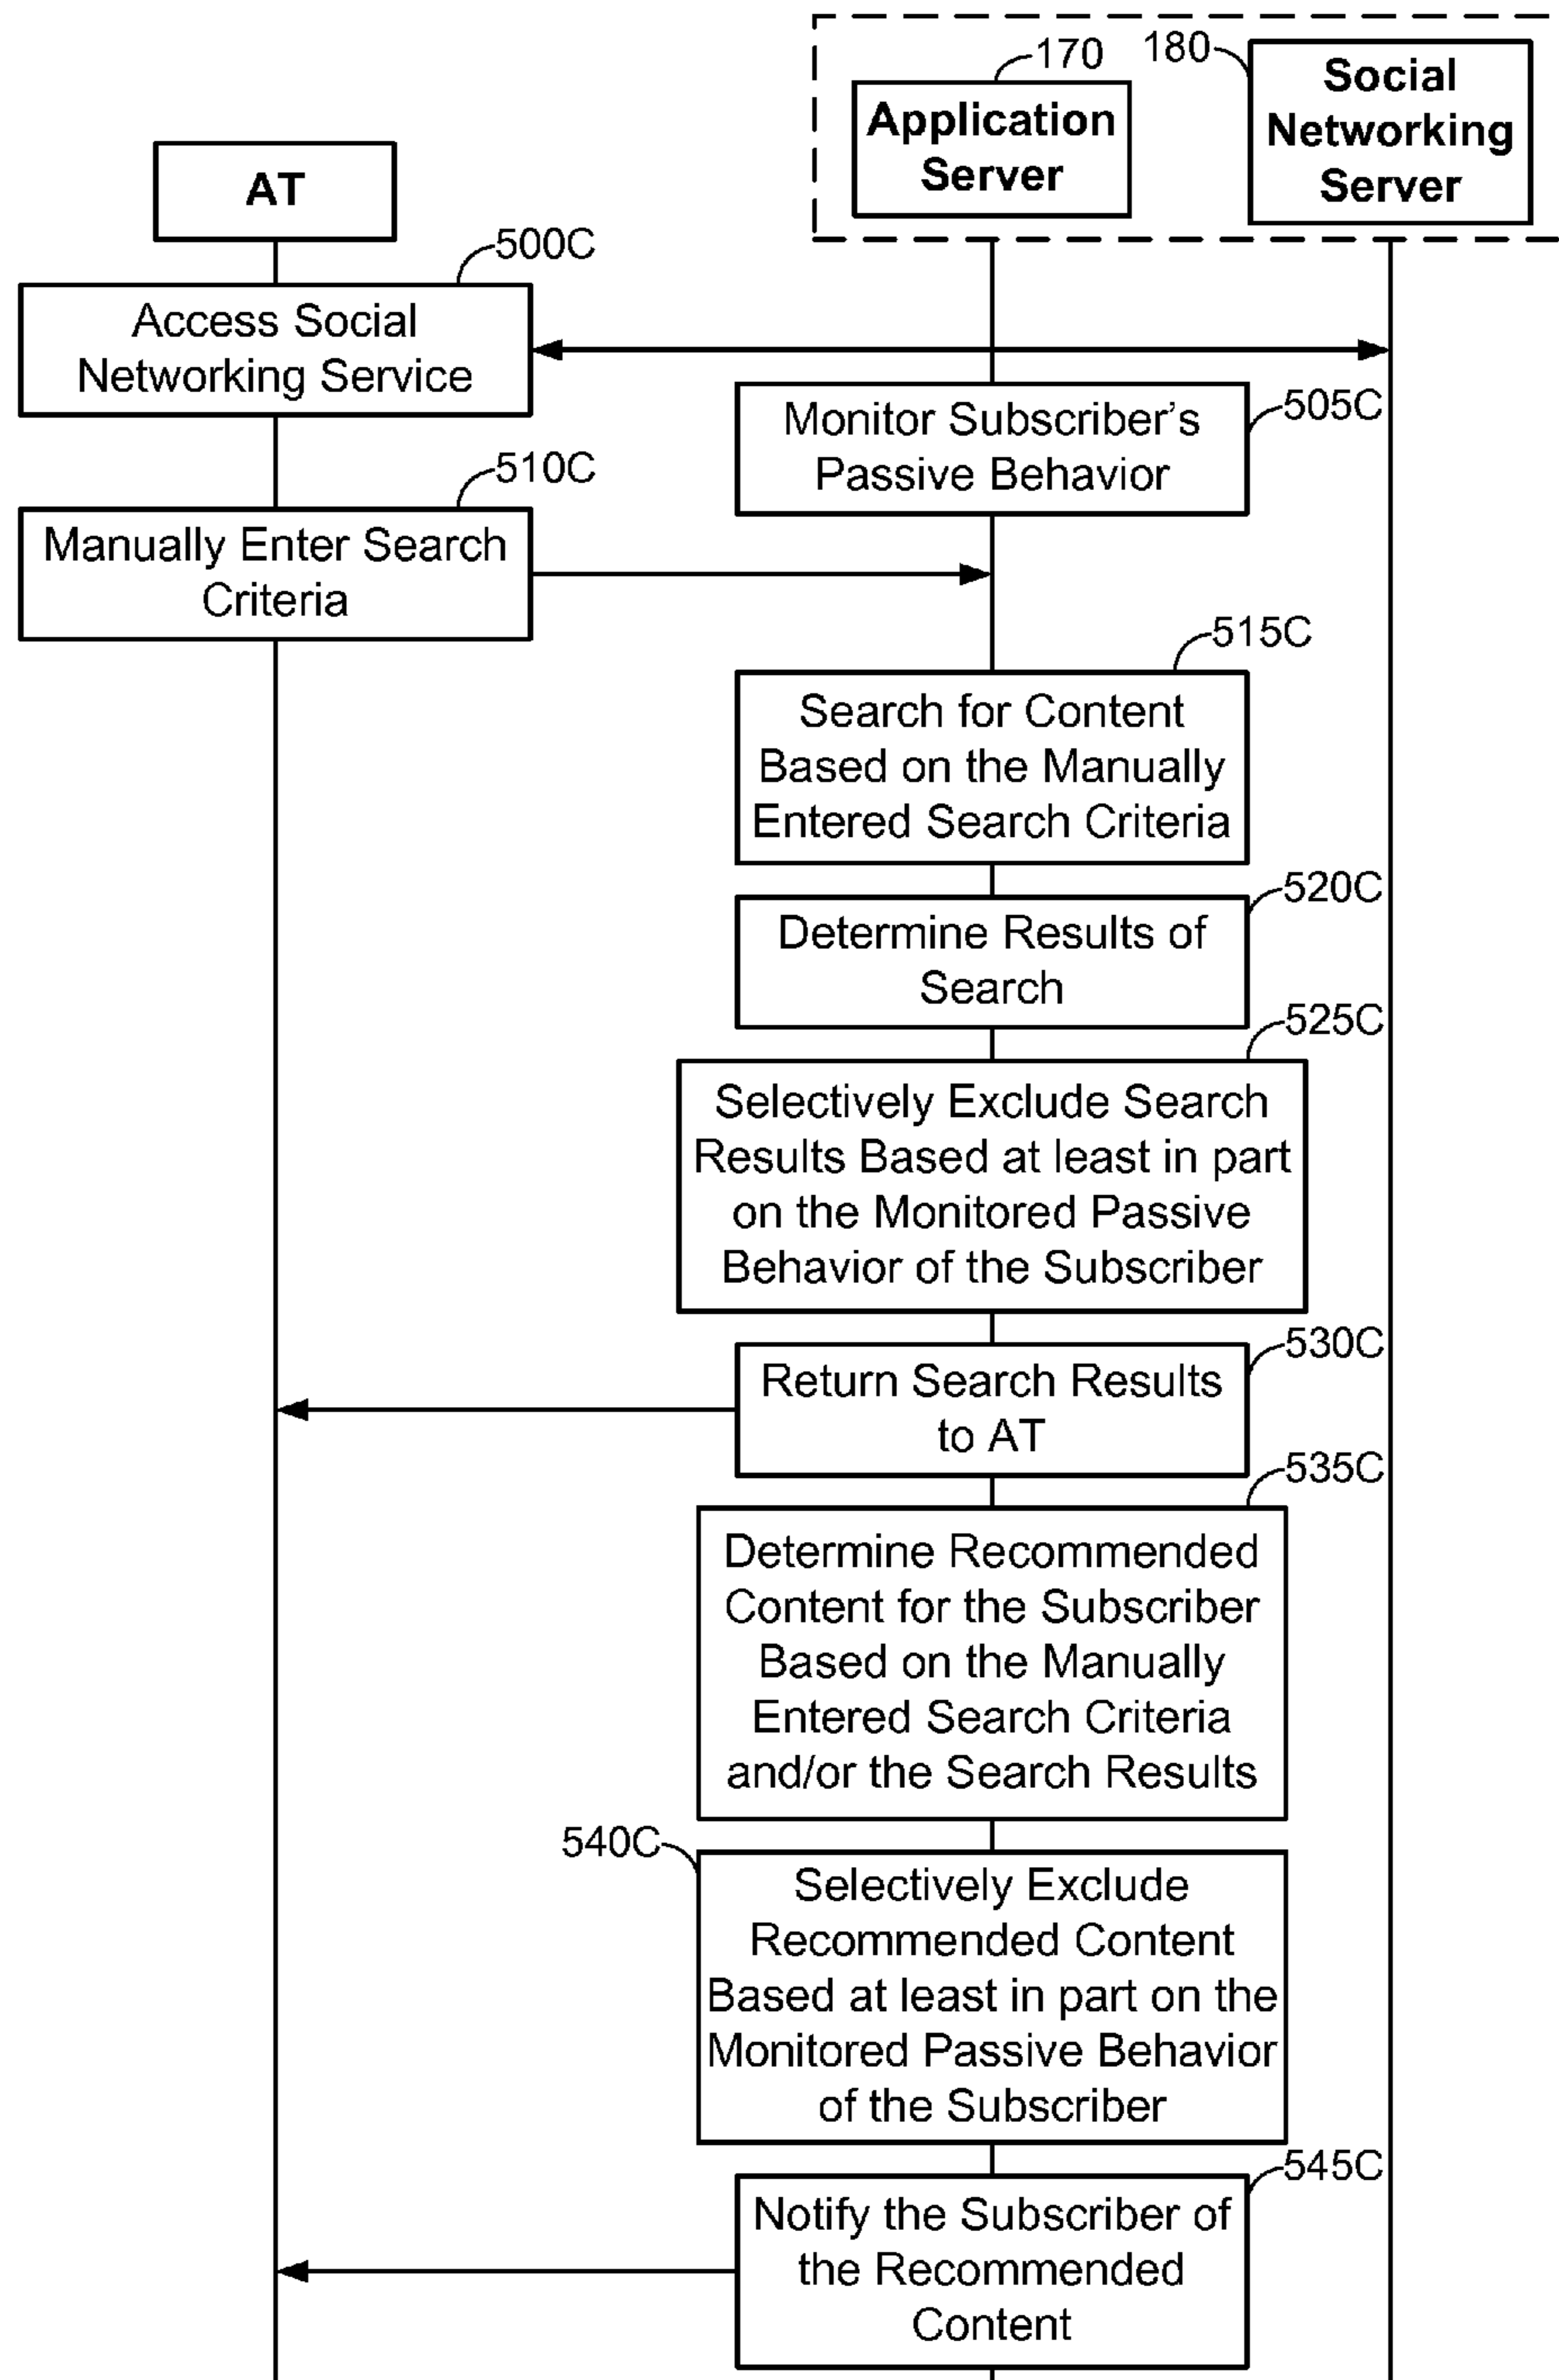 170
180
Application
Server
Social
Networking
Server
AT
500C
Access Social
Networking Service
505C
Monitor Subscriber's
Passive Behavior
510C
Manually Enter Search
Criteria
515C
Search for Content
Based on the Manually
Entered Search Criteria
520C
Determine Results of
Search
525C
Selectively Exclude Search
Results Based at least in part
on the Monitored Passive
Behavior of the Subscriber
530C
Return Search Results
to AT
535C
Determine Recommended
Content for the Subscriber
Based on the Manually
Entered Search Criteria
and/or the Search Results
540C
Selectively Exclude
Recommended Content
Based at least in part on the
Monitored Passive Behavior
of the Subscriber
545C
Notify the Subscriber of
the Recommended
Content